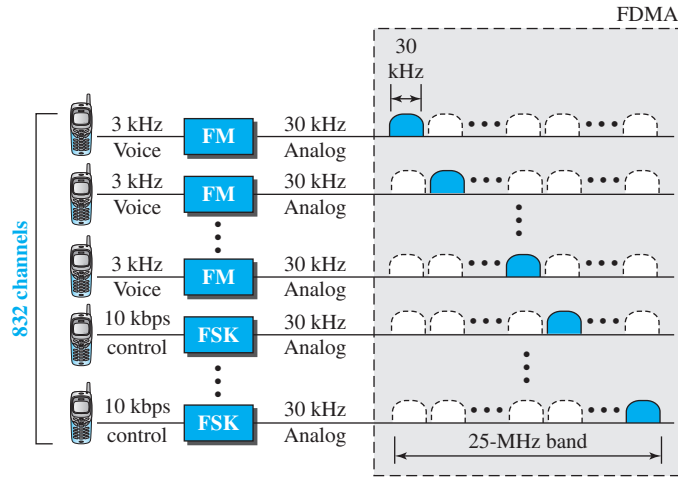 FDMA
30
kHz
3 kHz FM 30 kHz
Voice Analog
3 kHz FM 30 kHz
Voice Analog
3 kHz FM 30 kHz
Voice Analog
10 kbps FSK 30 kHz
control Analog
10 kbps FSK 30 kHz
control Analog
25-MHz band
832 channels